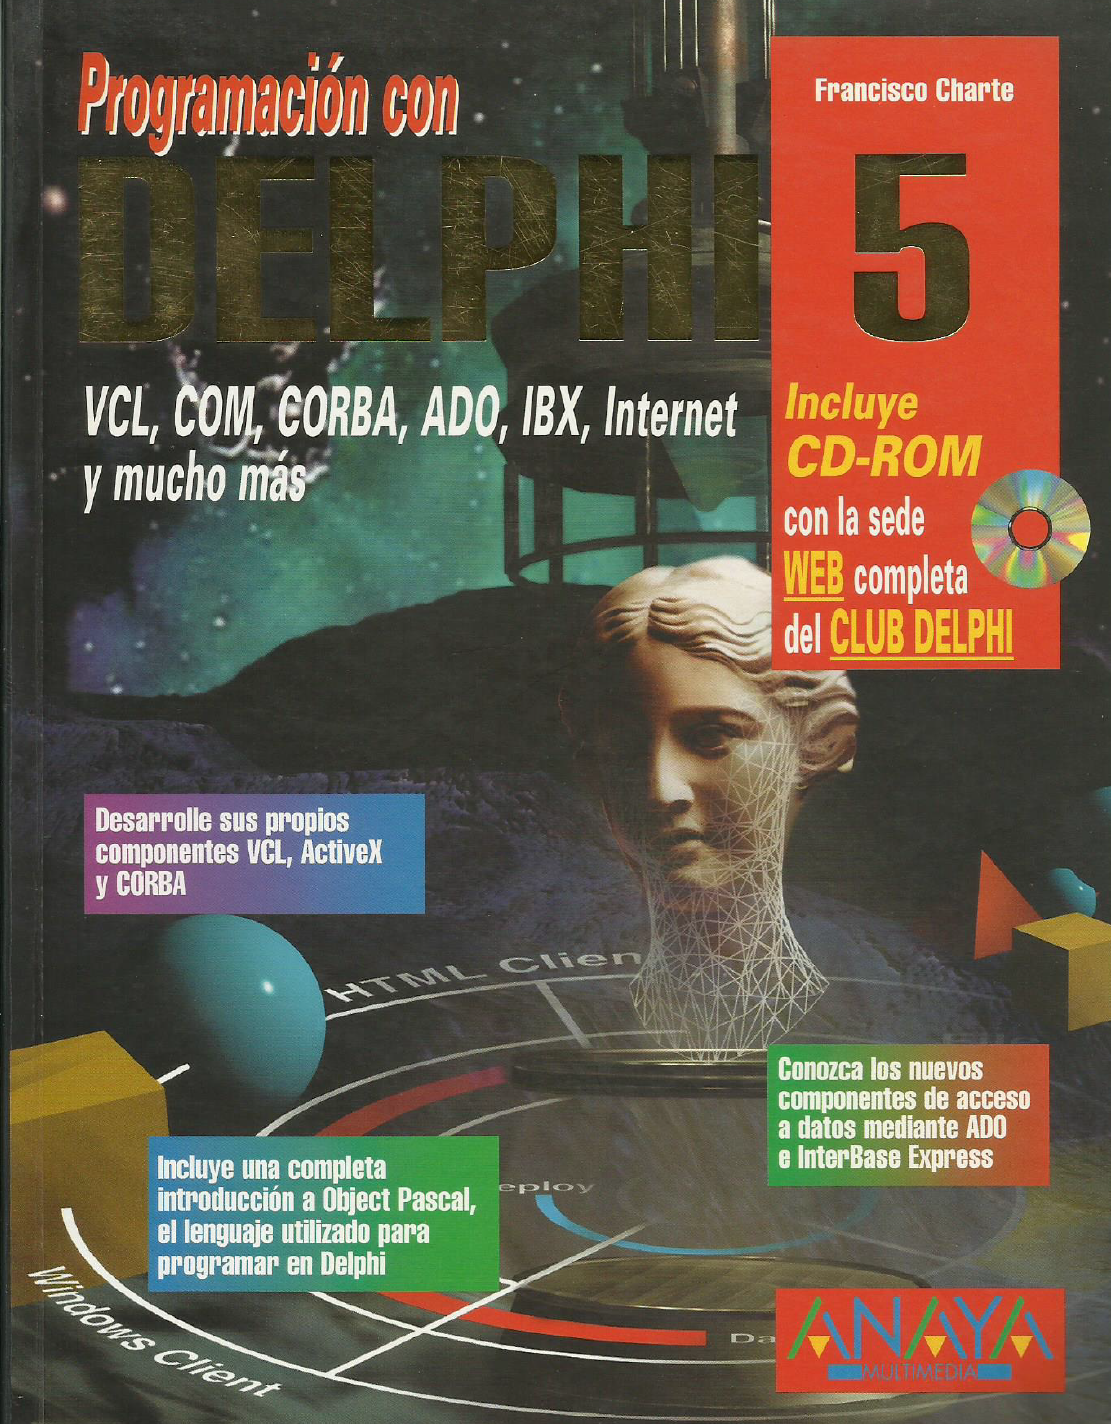 Programación con
DELPHI 5
Francisco Charte
VCL, COM, CORBA, ADO, IBX, Internet
y mucho más
Incluye
CD-ROM
con la sede
WEB completa
del CLUB DELPHI
Desarrolle sus propios
componentes VCL, ActiveX
y CORBA
HTML Clien
Conozca los nuevos
componentes de acceso
a datos mediante ADO
e InterBase Express
Incluye una completa
introducción a Object Pascal,
el lenguaje utilizado para
programar en Delphi
eploy
Windows Client
Da
ANAYA
MULTIMEDIA